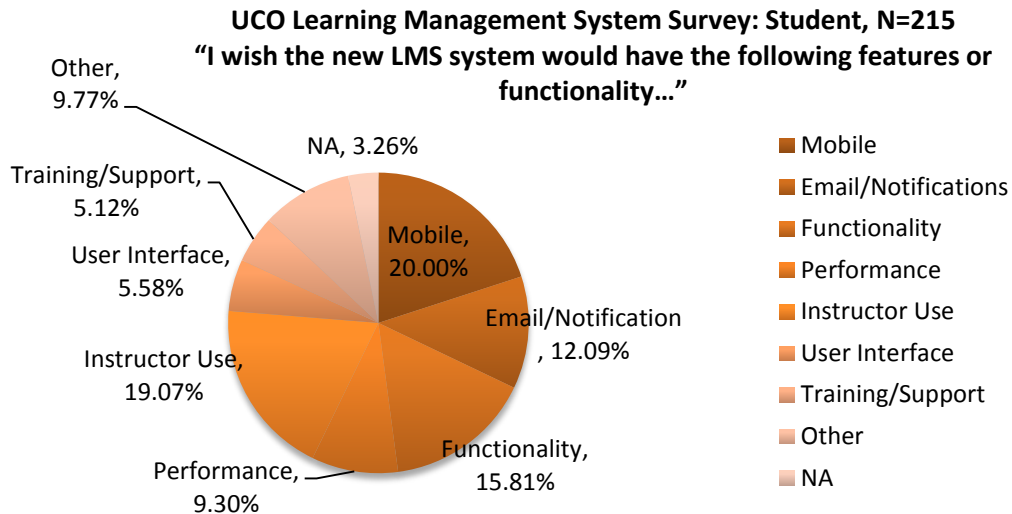 UCO Learning Management System Survey: Student, N=215
“I wish the new LMS system would have the following features or
functionality…”
Other,
9.77%
NA, 3.26%
Training/Support,
5.12%
User Interface,
5.58%
Instructor Use,
19.07%
Performance,
9.30%
Mobile,
20.00%
Email/Notification
, 12.09%
Functionality,
15.81%
Mobile
Email/Notifications
Functionality
Performance
Instructor Use
User Interface
Training/Support
Other
NA